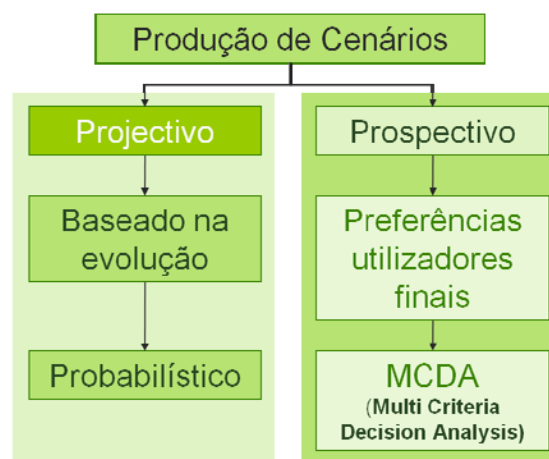 Produção de Cenários
Projectivo
Prospectivo
Baseado na
evolução
Preferências
utilizadores
finais
Probabilístico
MCDA
(Multi Criteria
Decision Analysis)